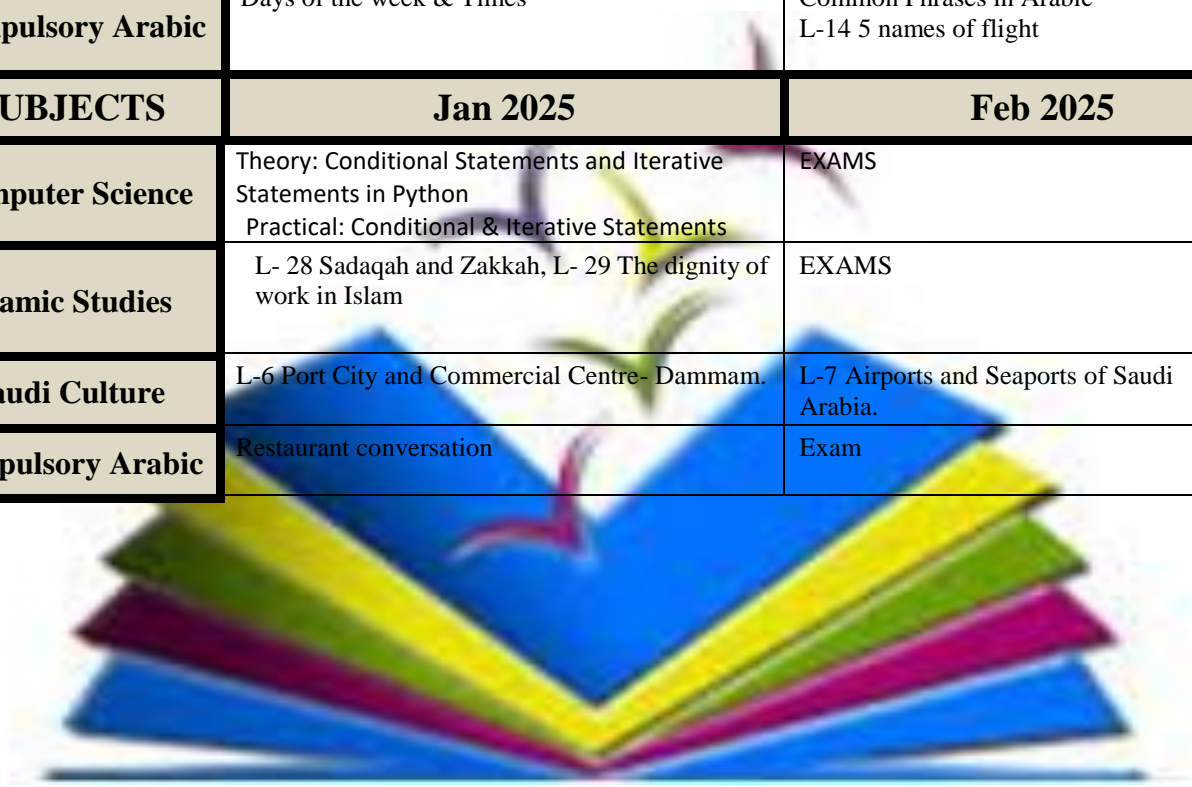 Days of the week & Times
Common Phrases in Arabic
pulsory Arabic
L-14 5 names of flight
UBJECTS
Jan 2025
Feb 2025
mputer Science
Theory: Conditional Statements and Iterative
Statements in Python
Practical: Conditional & Iterative Statements
EXAMS
amic Studies
L- 28 Sadaqah and Zakkah, L- 29 The dignity of
work in Islam
EXAMS
audi Culture
L-6 Port City and Commercial Centre- Dammam.
L-7 Airports and Seaports of Saudi
Arabia.
pulsory Arabic
Restaurant conversation
Exam